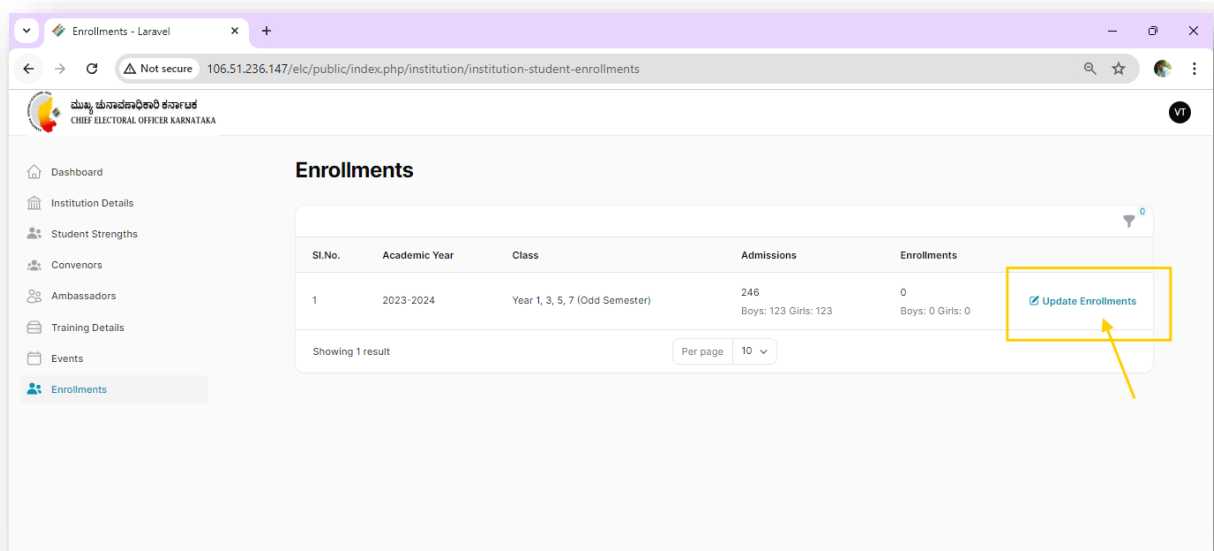 Enrollments - Laravel
Not secure 106.51.236.147/elc/public/index.php/institution/institution-student-enrollments
ಮುಖ್ಯ ಚುನಾವಣಾಧಿಕಾರಿ ಕರ್ನಾಟಕ
CHIEF ELECTORAL OFFICER KARNATAKA
VT
Dashboard
Institution Details
Student Strengths
Convenors
Ambassadors
Training Details
Events
Enrollments
Enrollments
0
Sl.No. Academic Year Class Admissions Enrollments
1 2023-2024 Year 1, 3, 5, 7 (Odd Semester) 246 0 Update Enrollments
Boys: 123 Girls: 123 Boys: 0 Girls: 0
Showing 1 result Per page 10